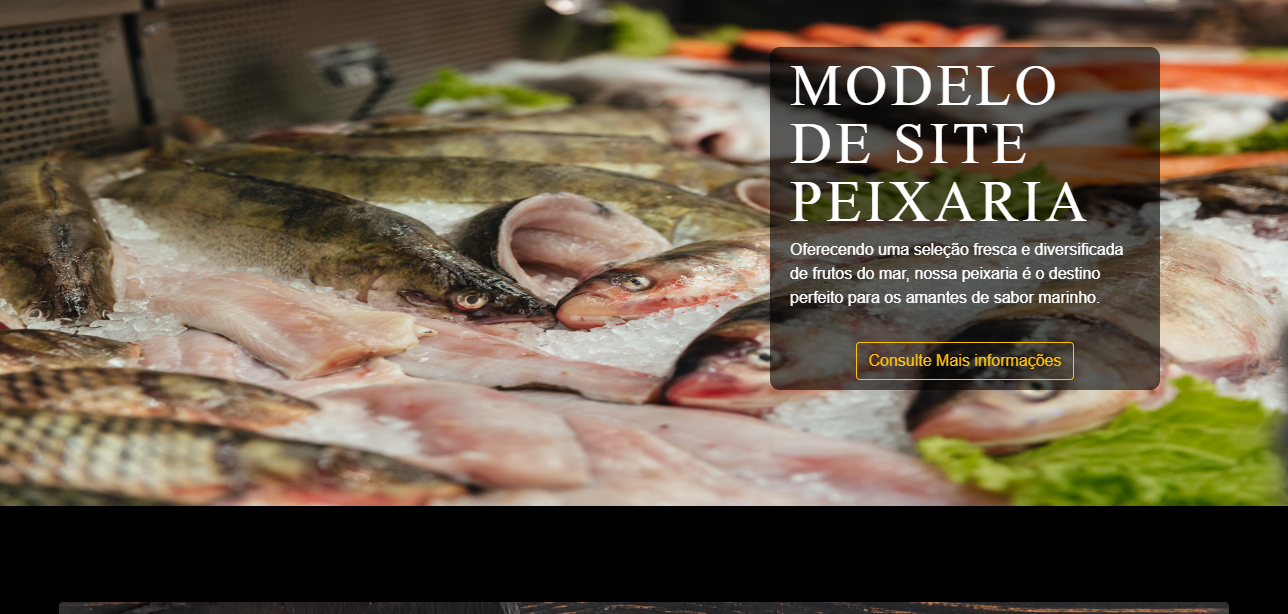 MODELO
DE SITE
PEIXARIA
Oferecendo uma seleção fresca e diversificada
de frutos do mar, nossa peixaria é o destino
perfeito para os amantes de sabor marinho.
Consulte Mais informações